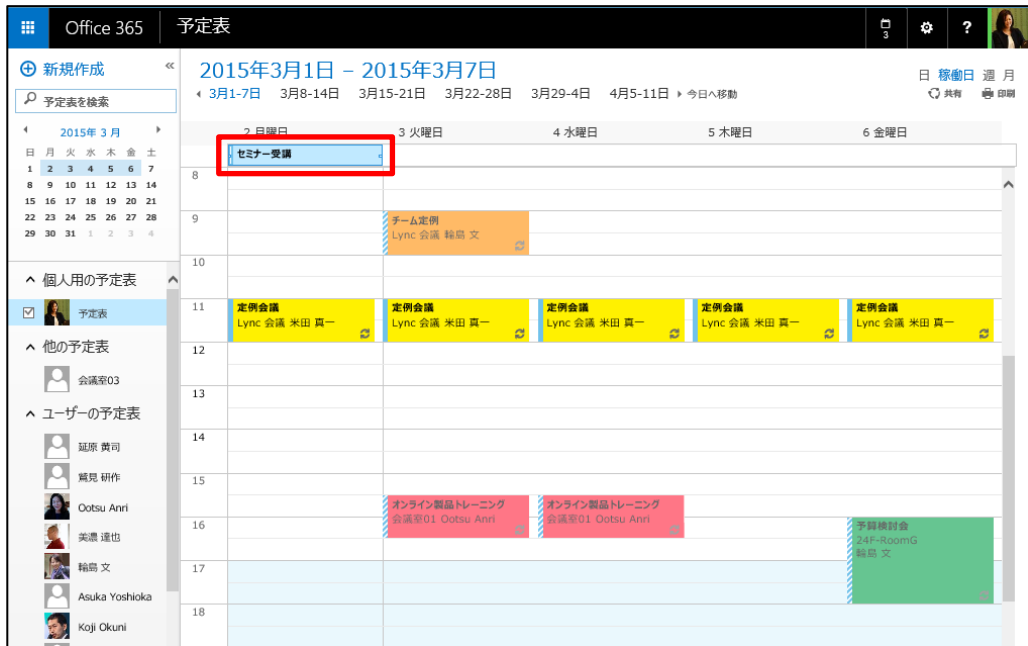 Office 365 予定表 3 ?
新規作成 «
予定表を検索
2015年3月1日 – 2015年3月7日
日 稼働日 週 月
3月1-7日 3月8-14日 3月15-21日 3月22-28日 3月29-4日 4月5-11日 今日へ移動
共有 印刷
2015年 3 月
日 月 火 水 木 金 土
1 2 3 4 5 6 7
8 9 10 11 12 13 14
15 16 17 18 19 20 21
22 23 24 25 26 27 28
29 30 31 1 2 3 4
個人用の予定表
予定表
他の予定表
会議室03
ユーザーの予定表
延原 黄司
鷲見 研作
Ootsu Anri
美濃 達也
輪島 文
Asuka Yoshioka
Koji Okuni
2 月曜日 3 火曜日 4 水曜日 5 木曜日 6 金曜日
セミナー受講
8
9
チーム定例
Lync 会議 輪島 文
10
11
定例会議 定例会議 定例会議 定例会議 定例会議
Lync 会議 米田 真一 Lync 会議 米田 真一 Lync 会議 米田 真一 Lync 会議 米田 真一 Lync 会議 米田 真一
12
13
14
15
オンライン製品トレーニング オンライン製品トレーニング
会議室01 Ootsu Anri 会議室01 Ootsu Anri
16
予算検討会
24F-RoomG
輪島 文
17
18